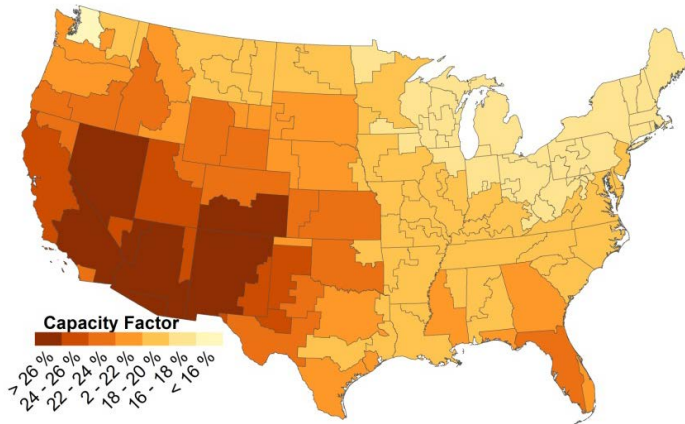 Capacity Factor
> 26 %
24 - 26 %
22 - 24 %
2 - 22 %
18 - 20 %
16 - 18 %
< 16 %